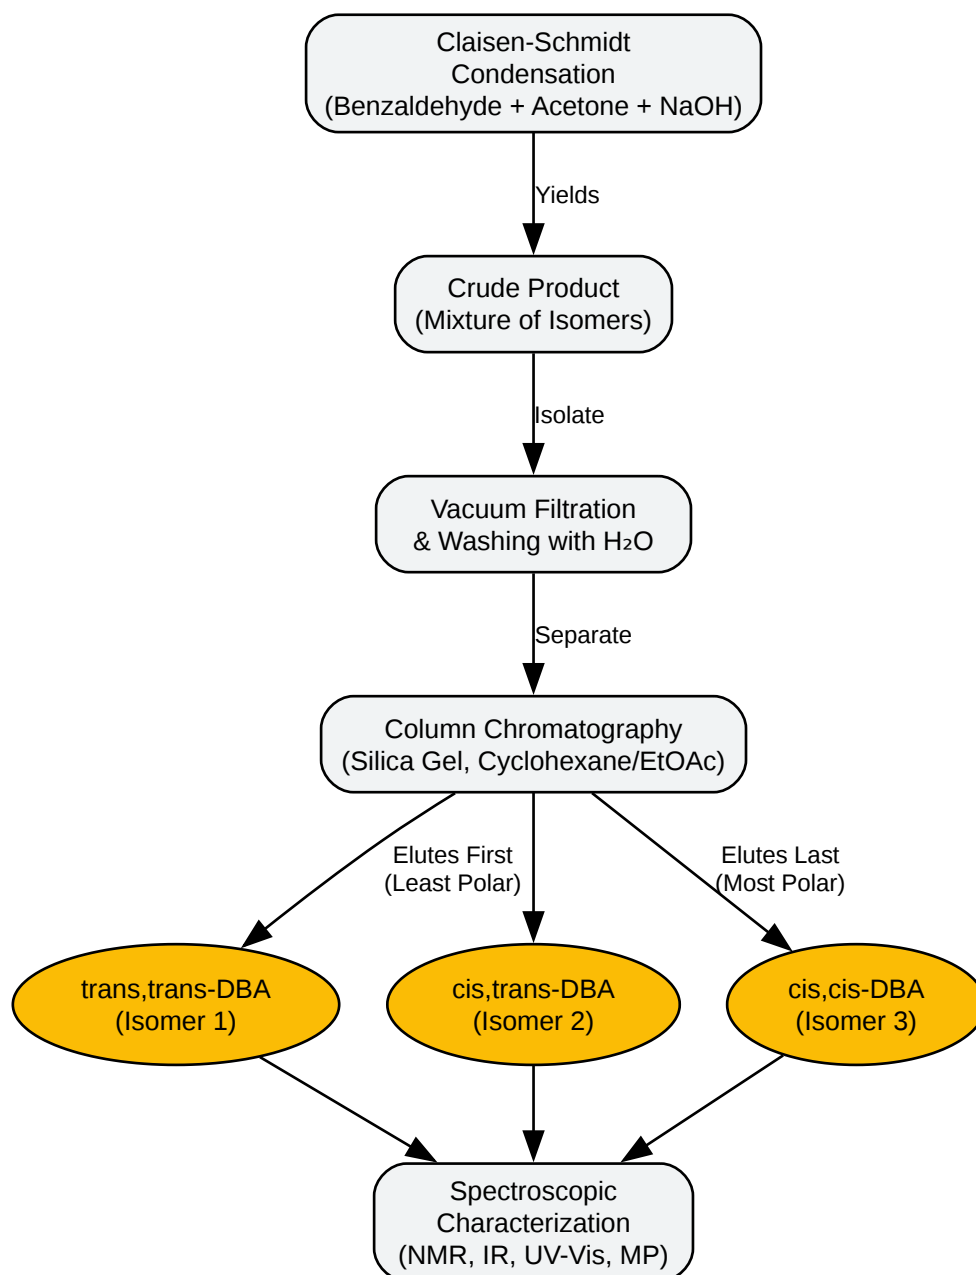 Claisen-Schmidt
Condensation
(Benzaldehyde + Acetone + NaOH)
Yields
Crude Product
(Mixture of Isomers)
Isolate
Vacuum Filtration
& Washing with H₂O
Separate
Column Chromatography
(Silica Gel, Cyclohexane/EtOAc)
Elutes First
(Least Polar)
Elutes Last
(Most Polar)
trans,trans-DBA
(Isomer 1)
cis,trans-DBA
(Isomer 2)
cis,cis-DBA
(Isomer 3)
Spectroscopic
Characterization
(NMR, IR, UV-Vis, MP)